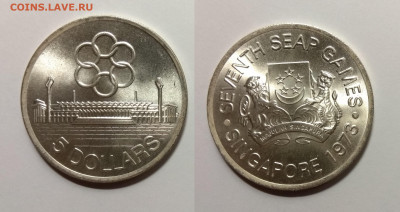 COINS.LAVE.RU
5 DOLLARS
SEVENTH SEAP GAMES
SINGAPORE 1973